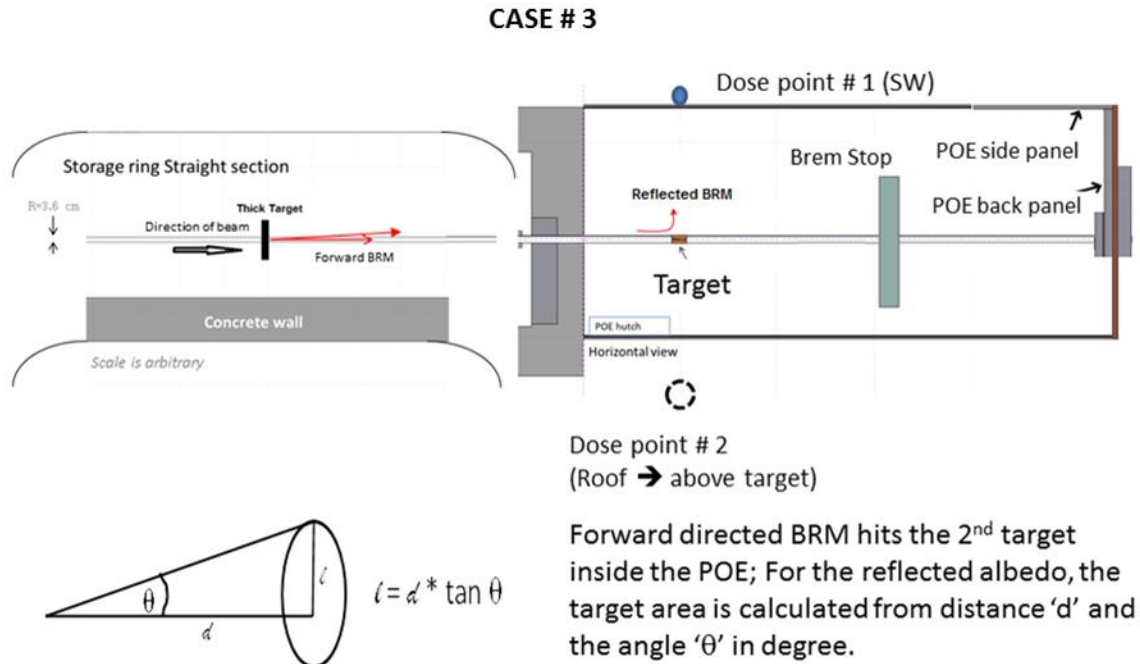 CASE # 3
Dose point # 1 (SW)
Storage ring Straight section
Brem Stop
POE side panel
R=3.6 cm
Thick Target
Reflected BRM
POE back panel
Direction of beam
Forward BRM
Target
Concrete wall
POE hutch
Horizontal view
Scale is arbitrary
Dose point # 2
(Roof ➔ above target)
Forward directed BRM hits the 2nd target
inside the POE; For the reflected albedo, the
target area is calculated from distance 'd' and
the angle 'θ' in degree.
θ
l
d
l = d * tan θ